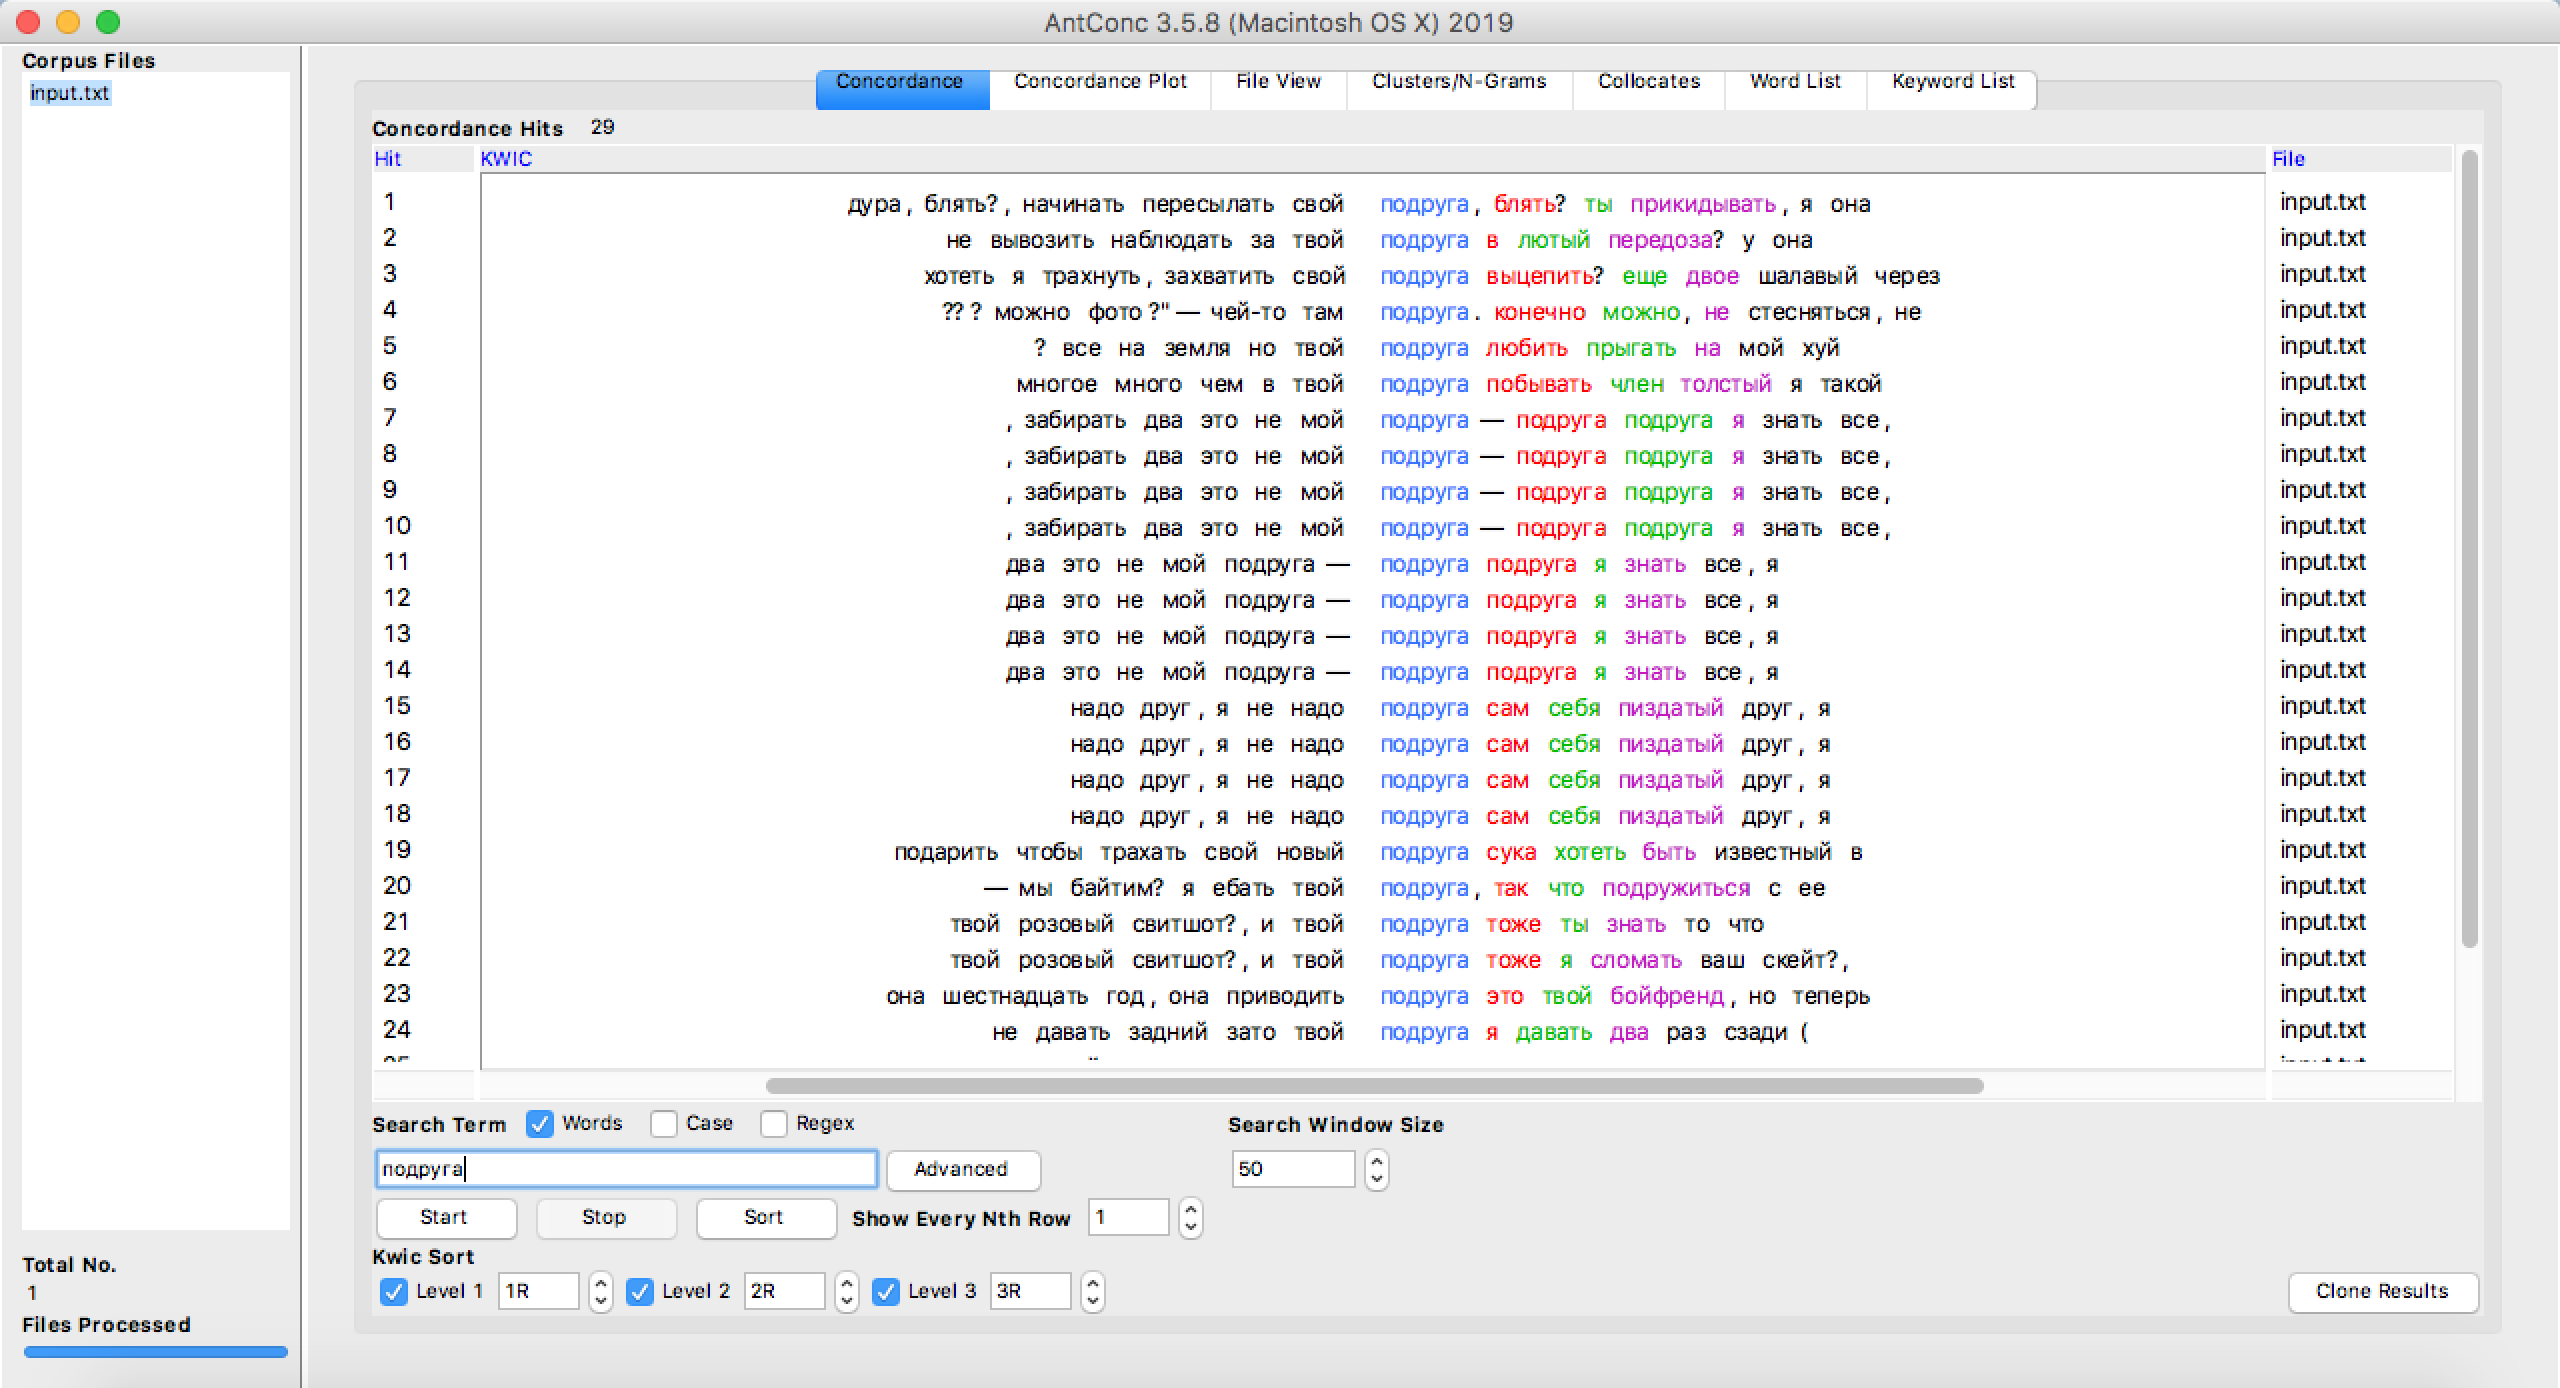 AntConc 3.5.8 (Macintosh OS X) 2019
Corpus Files
input.txt
Concordance Concordance Plot File View Clusters/N-Grams Collocates Word List Keyword List
Concordance Hits 29
Hit KWIC File
1 дура, блять?, начинать пересылать свой подруга, блять? ты прикидывать, я она input.txt
2 не вывозить наблюдать за твой подруга в лютый передоза? у она input.txt
3 хотеть я трахнуть, захватить свой подруга выцепить? еще двое шалавый через input.txt
4 ?? ? можно фото ?" — чей-то там подруга. конечно можно, не стесняться, не input.txt
5 ? все на земля но твой подруга любить прыгать на мой хуй input.txt
6 многое много чем в твой подруга побывать член толстый я такой input.txt
7 , забирать два это не мой подруга — подруга подруга я знать все, input.txt
8 , забирать два это не мой подруга — подруга подруга я знать все, input.txt
9 , забирать два это не мой подруга — подруга подруга я знать все, input.txt
10 , забирать два это не мой подруга — подруга подруга я знать все, input.txt
11 два это не мой подруга — подруга подруга я знать все, я input.txt
12 два это не мой подруга — подруга подруга я знать все, я input.txt
13 два это не мой подруга — подруга подруга я знать все, я input.txt
14 два это не мой подруга — подруга подруга я знать все, я input.txt
15 надо друг, я не надо подруга сам себя пиздатый друг, я input.txt
16 надо друг, я не надо подруга сам себя пиздатый друг, я input.txt
17 надо друг, я не надо подруга сам себя пиздатый друг, я input.txt
18 надо друг, я не надо подруга сам себя пиздатый друг, я input.txt
19 подарить чтобы трахать свой новый подруга сука хотеть быть известный в input.txt
20 — мы байтим? я ебать твой подруга, так что подружиться с ее input.txt
21 твой розовый свитшот?, и твой подруга тоже ты знать то что input.txt
22 твой розовый свитшот?, и твой подруга тоже я сломать ваш скейт?, input.txt
23 она шестнадцать год, она приводить подруга это твой бойфренд, но теперь input.txt
24 не давать задний зато твой подруга я давать два раз сзади ( input.txt
Search Term Words Case Regex Search Window Size
подруга Advanced 50
Start Stop Sort Show Every Nth Row 1
Kwic Sort
Level 1 1R Level 2 2R Level 3 3R Clone Results
Total No.
1
Files Processed